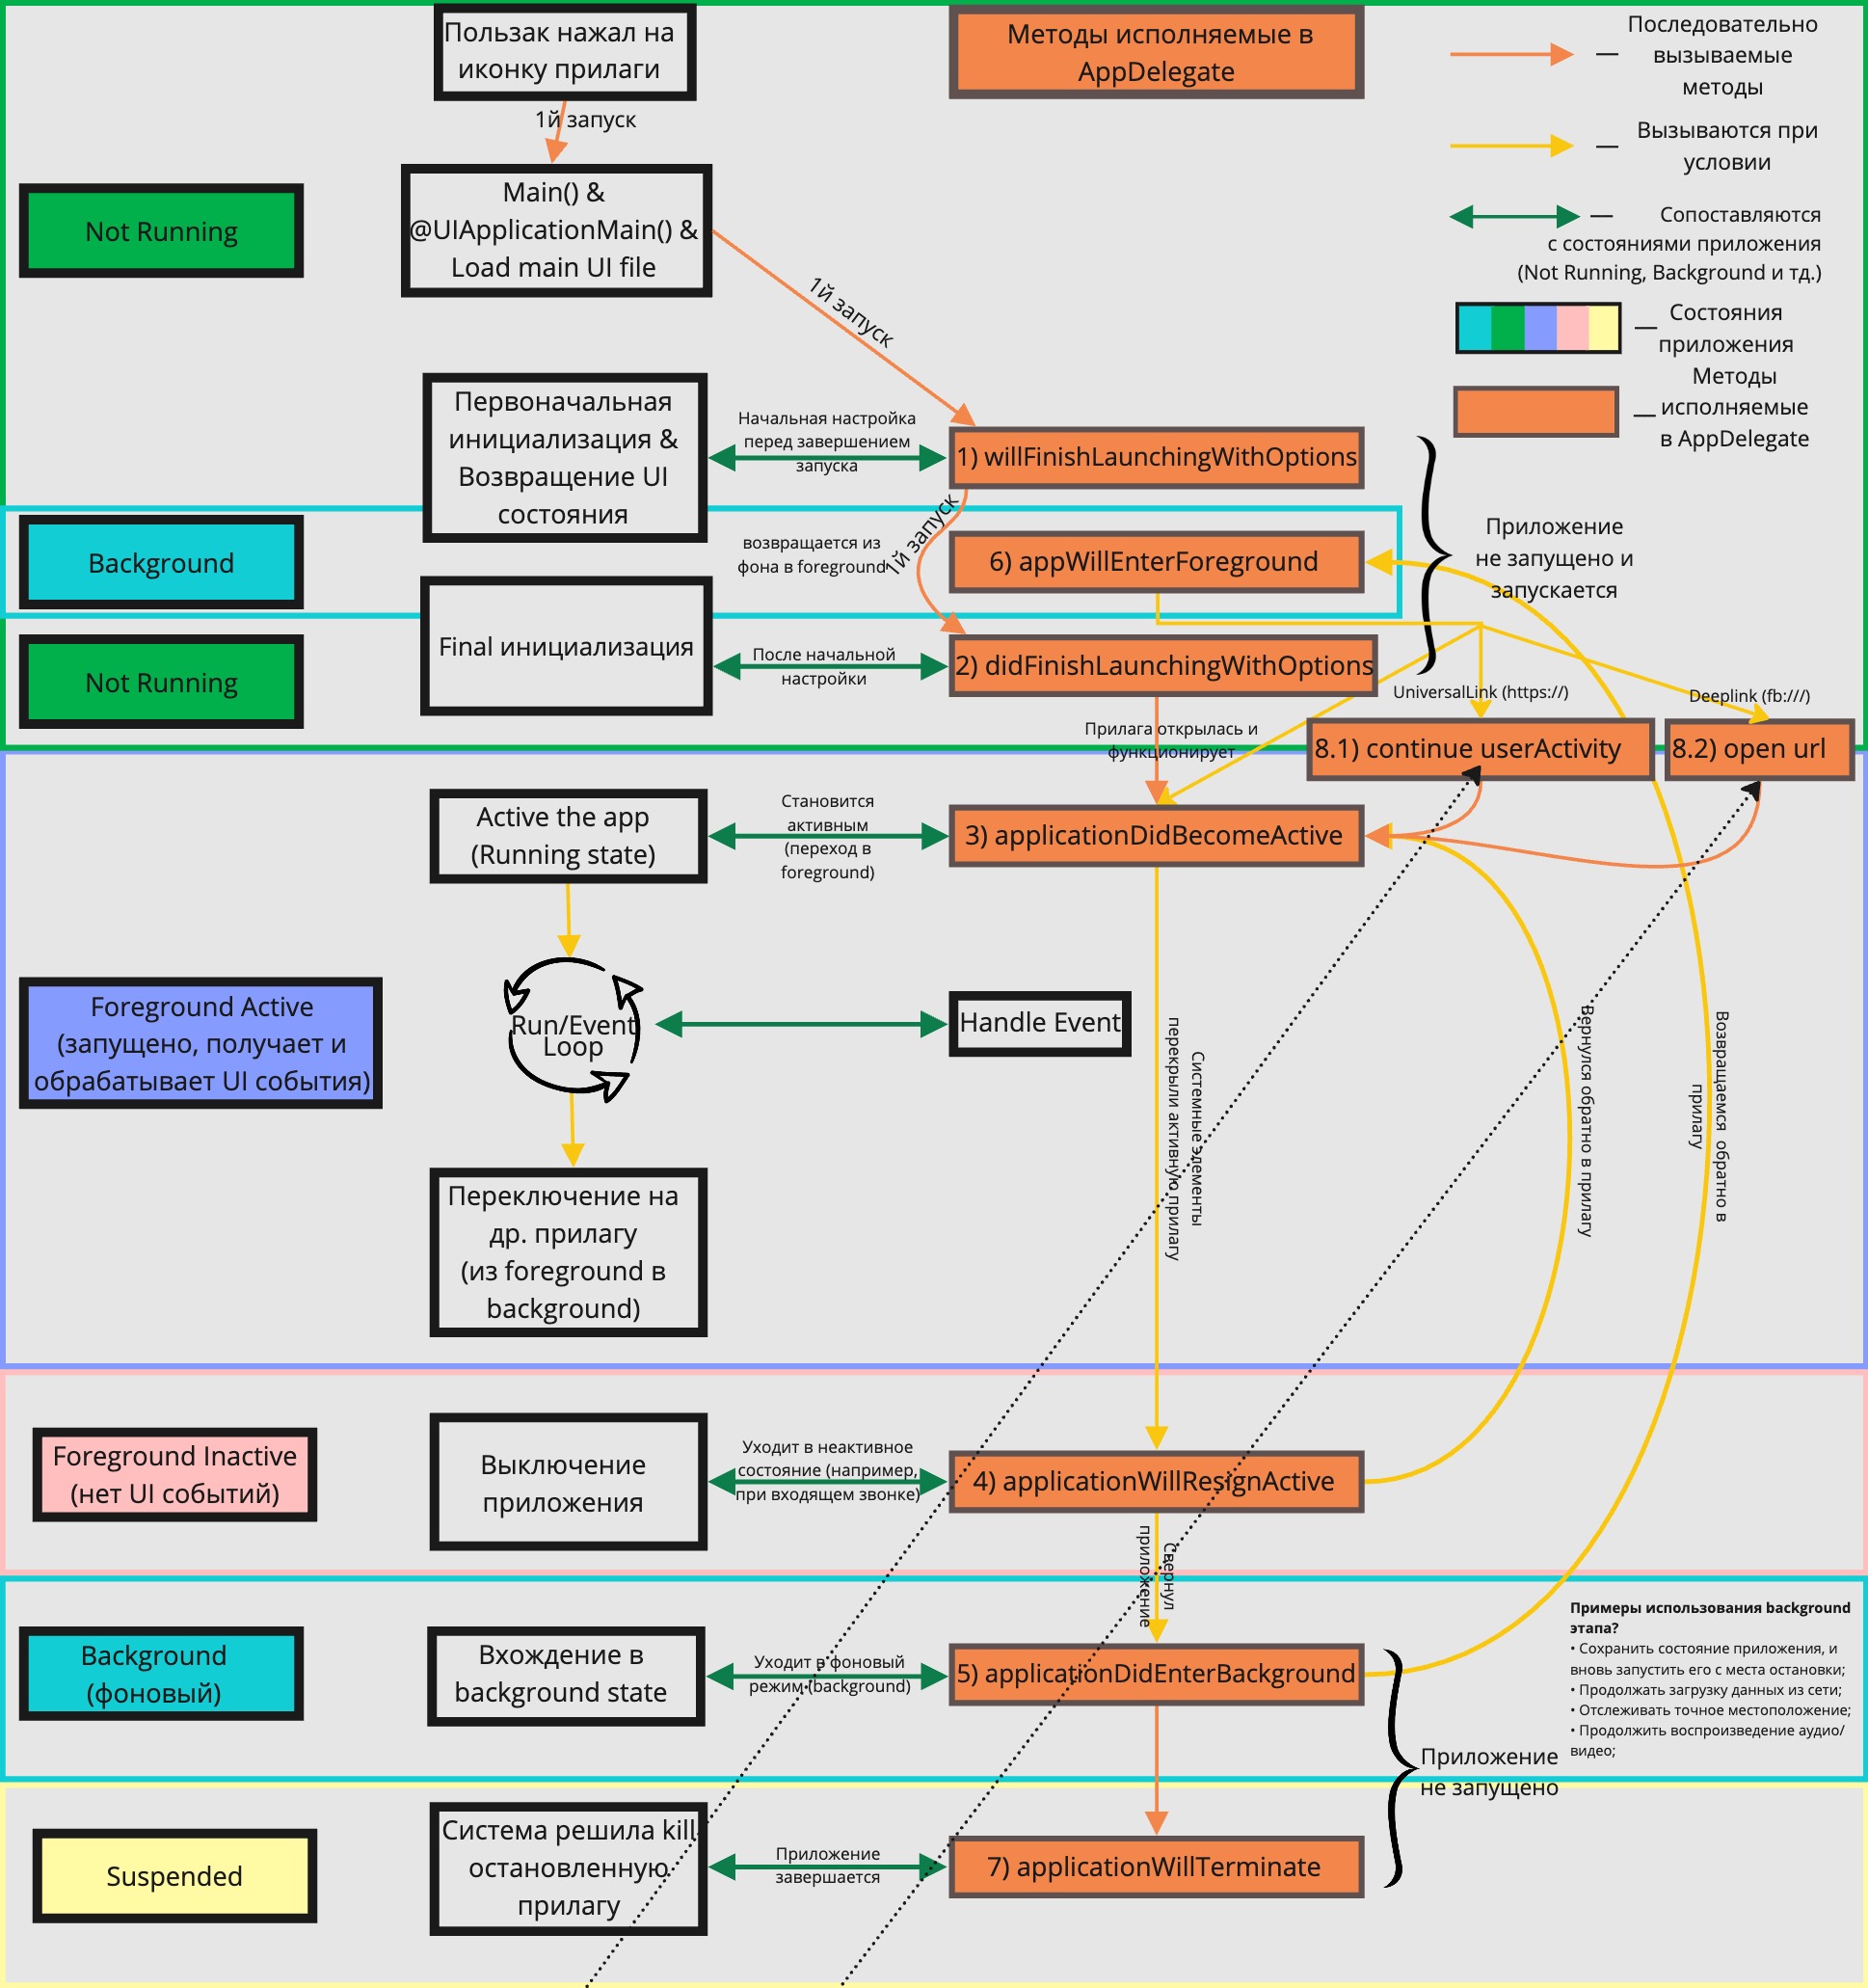 Пользак нажал на
иконку прилаги
Методы исполняемые в
AppDelegate
— Последовательно
вызываемые
методы
1й запуск
— Вызываются при
условии
Main() &
@UIApplicationMain() &
Load main UI file
Not Running
— Сопоставляются
с состояниями приложения
(Not Running, Background и тд.)
1й запуск
— Состояния
приложения
— Методы
исполняемые
в AppDelegate
Первоначальная
инициализация &
Возвращение UI
состояния
Начальная настройка
перед завершением
запуска
1) willFinishLaunchingWithOptions
1й запуск
Background
возвращается из
фона в foreground
6) appWillEnterForeground
Приложение
не запущено и
запускается
Final инициализация
Not Running
После начальной
настройки
2) didFinishLaunchingWithOptions
UniversalLink (https://)
Deeplink (fb:///)
Прилага открылась и
функционирует
8.1) continue userActivity
8.2) open url
Active the app
(Running state)
Становится
активным
(переход в
foreground)
3) applicationDidBecomeActive
Foreground Active
(запущено, получает и
обрабатывает UI события)
Run/Event
Loop
Handle Event
Системные элементы
перекрыли активную прилагу
Вернулся обратно в прилагу
Возвращаемся обратно в
прилагу
Переключение на
др. прилагу
(из foreground в
background)
Foreground Inactive
(нет UI событий)
Выключение
приложения
Уходит в неактивное
состояние (например,
при входящем звонке)
4) applicationWillResignActive
Свернул
приложение
Background
(фоновый)
Вхождение в
background state
Уходит в фоновый
режим (background)
5) applicationDidEnterBackground
Примеры использования background
этапа?
• Сохранить состояние приложения, и
вновь запустить его с места остановки;
• Продолжать загрузку данных из сети;
• Отслеживать точное местоположение;
• Продолжить воспроизведение аудио/
видео;
Приложение
не запущено
Suspended
Система решила kill
остановленную
прилагу
Приложение
завершается
7) applicationWillTerminate